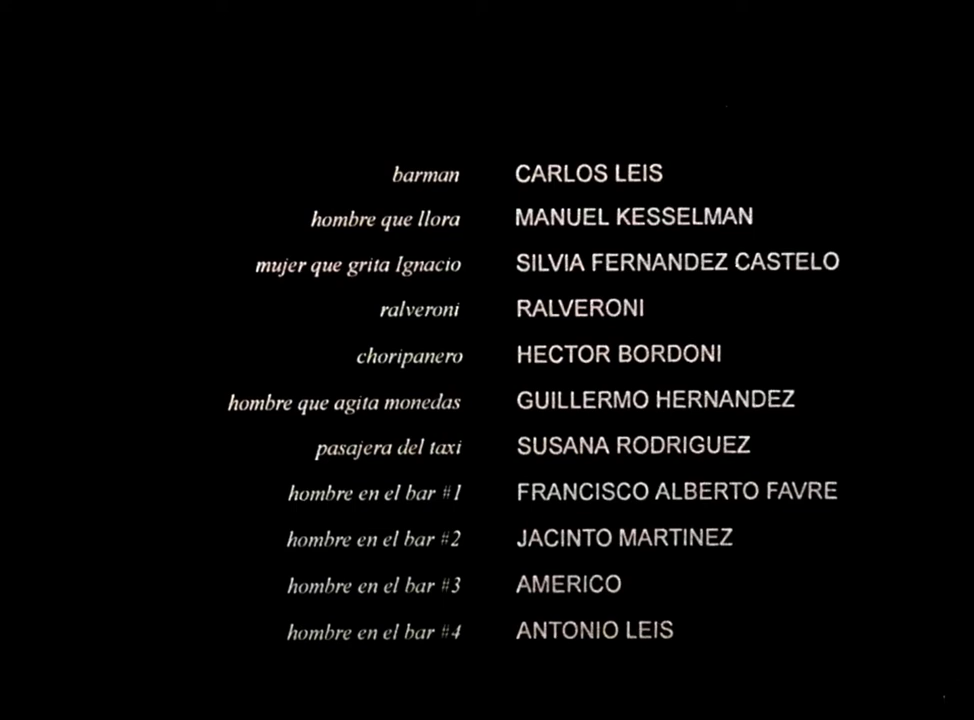 barman CARLOS LEIS
hombre que llora MANUEL KESSELMAN
mujer que grita Ignacio SILVIA FERNANDEZ CASTELO
ralveroni RALVERONI
choripanero HECTOR BORDONI
hombre que agita monedas GUILLERMO HERNANDEZ
pasajera del taxi SUSANA RODRIGUEZ
hombre en el bar #1 FRANCISCO ALBERTO FAVRE
hombre en el bar #2 JACINTO MARTINEZ
hombre en el bar #3 AMERICO
hombre en el bar #4 ANTONIO LEIS